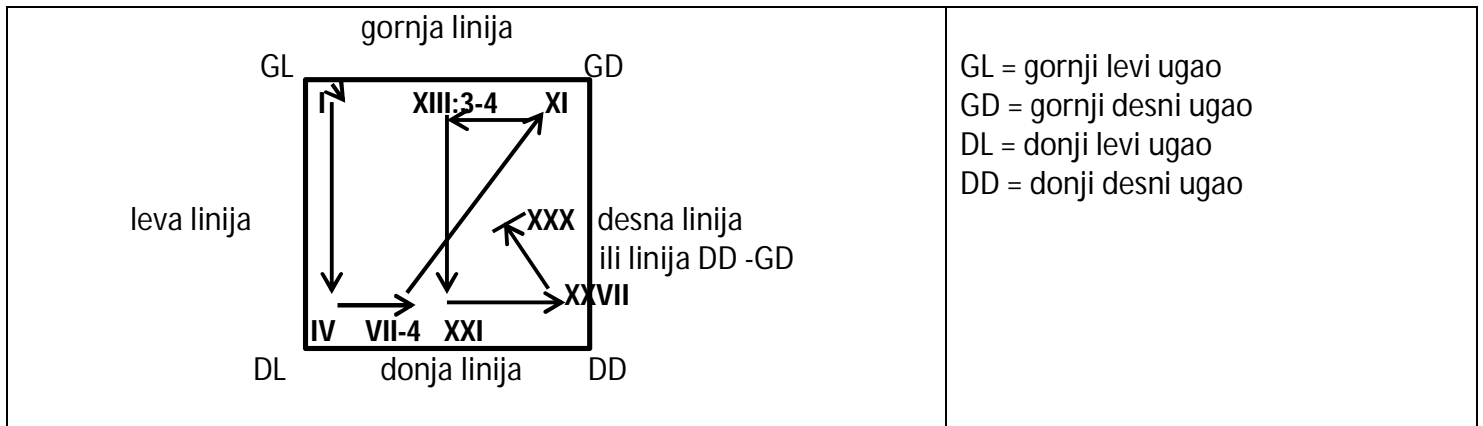 gornja linija
GL GD
I XIII:3-4 XI
leva linija XXX desna linija
ili linija DD -GD
XXVII
IV VII-4 XXI
DL donja linija DD
GL = gornji levi ugao
GD = gornji desni ugao
DL = donji levi ugao
DD = donji desni ugao